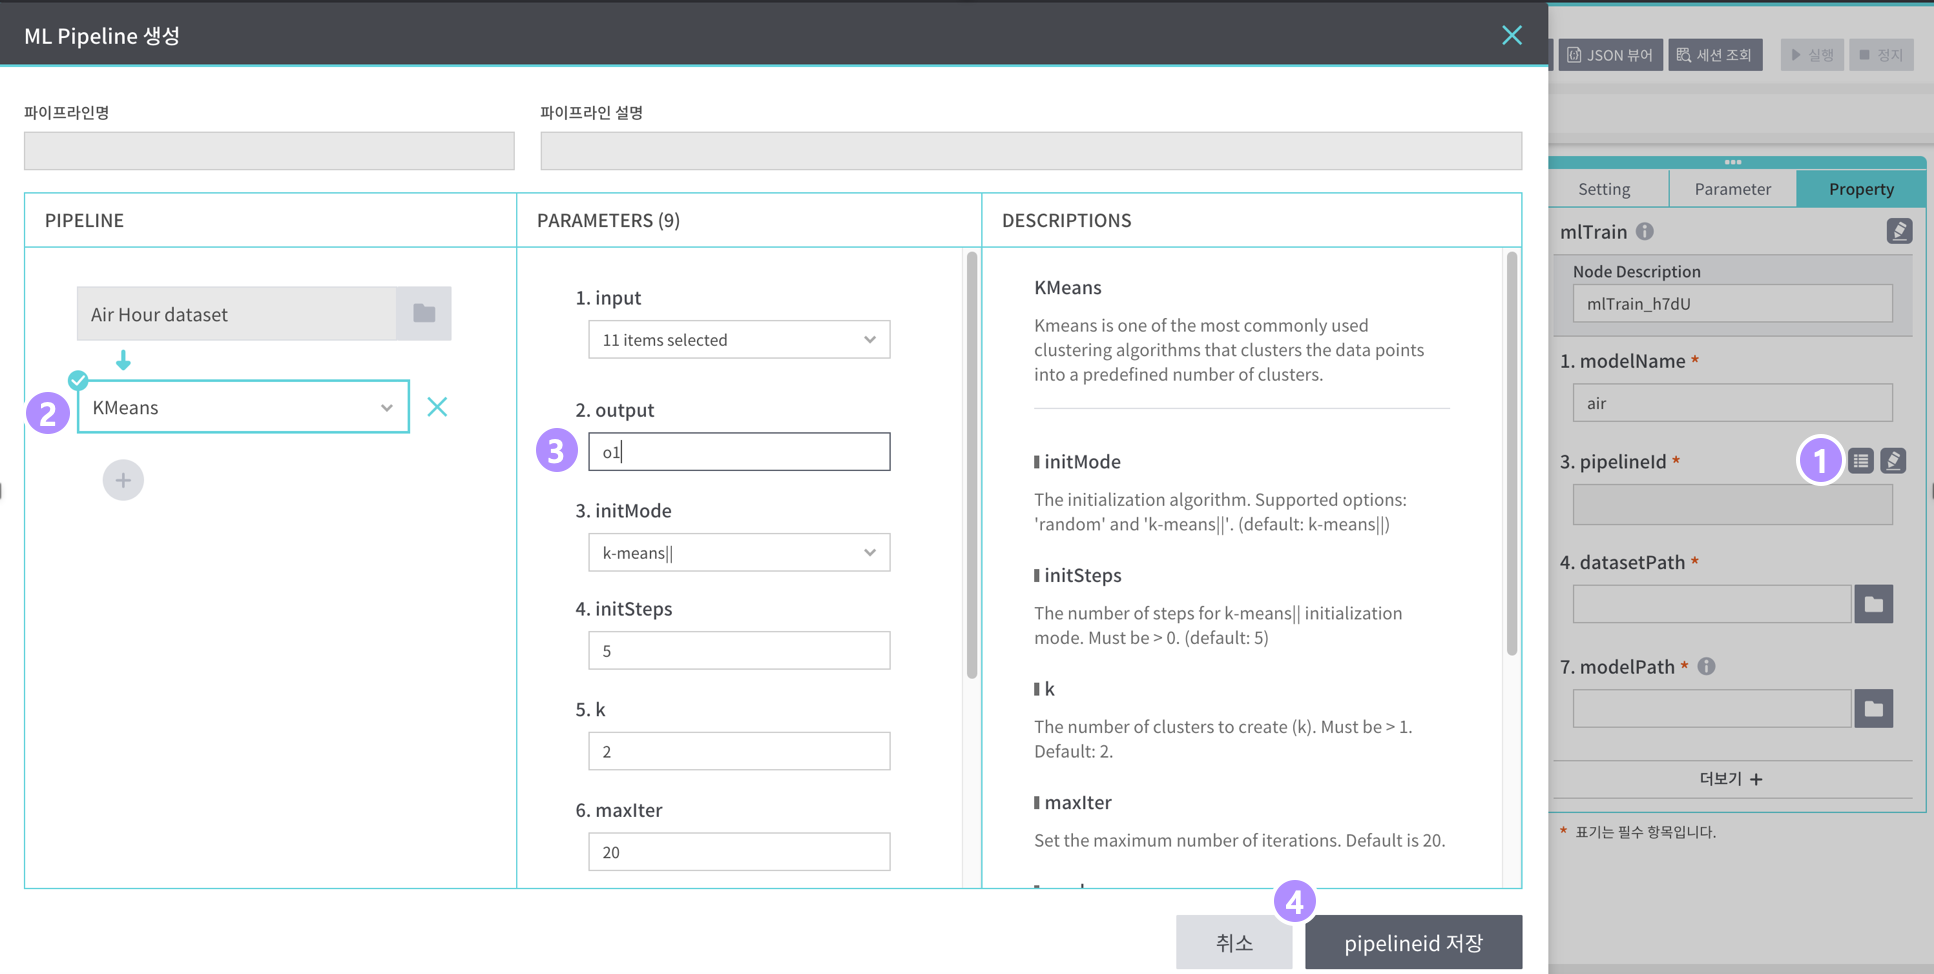 ML Pipeline 생성
JSON 뷰어
세션 조회
실행
정지
파이프라인명
파이프라인 설명
PIPELINE
PARAMETERS (9)
DESCRIPTIONS
Air Hour dataset
2
KMeans
1. input
11 items selected
2. output
3
o1
3. initMode
k-means||
4. initSteps
5
5. k
2
6. maxIter
20
KMeans
Kmeans is one of the most commonly used
clustering algorithms that clusters the data points
into a predefined number of clusters.
initMode
The initialization algorithm. Supported options:
'random' and 'k-means||'. (default: k-means||)
initSteps
The number of steps for k-means|| initialization
mode. Must be > 0. (default: 5)
k
The number of clusters to create (k). Must be > 1.
Default: 2.
maxIter
Set the maximum number of iterations. Default is 20.
4
취소
pipelineid 저장
Setting
Parameter
Property
mlTrain
Node Description
mlTrain_h7dU
1. modelName *
air
3. pipelineId *
1
4. datasetPath *
7. modelPath *
더보기 +
* 표기는 필수 항목입니다.